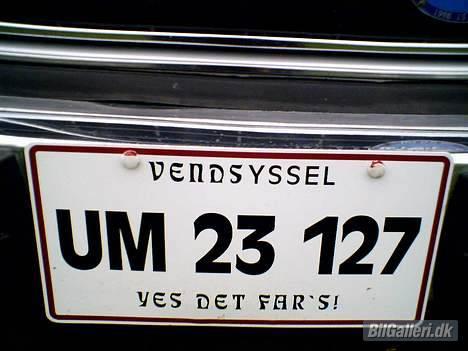 VENDSYSSEL
UM 23 127
YES DET FAR`S!
BilGalleri.dk